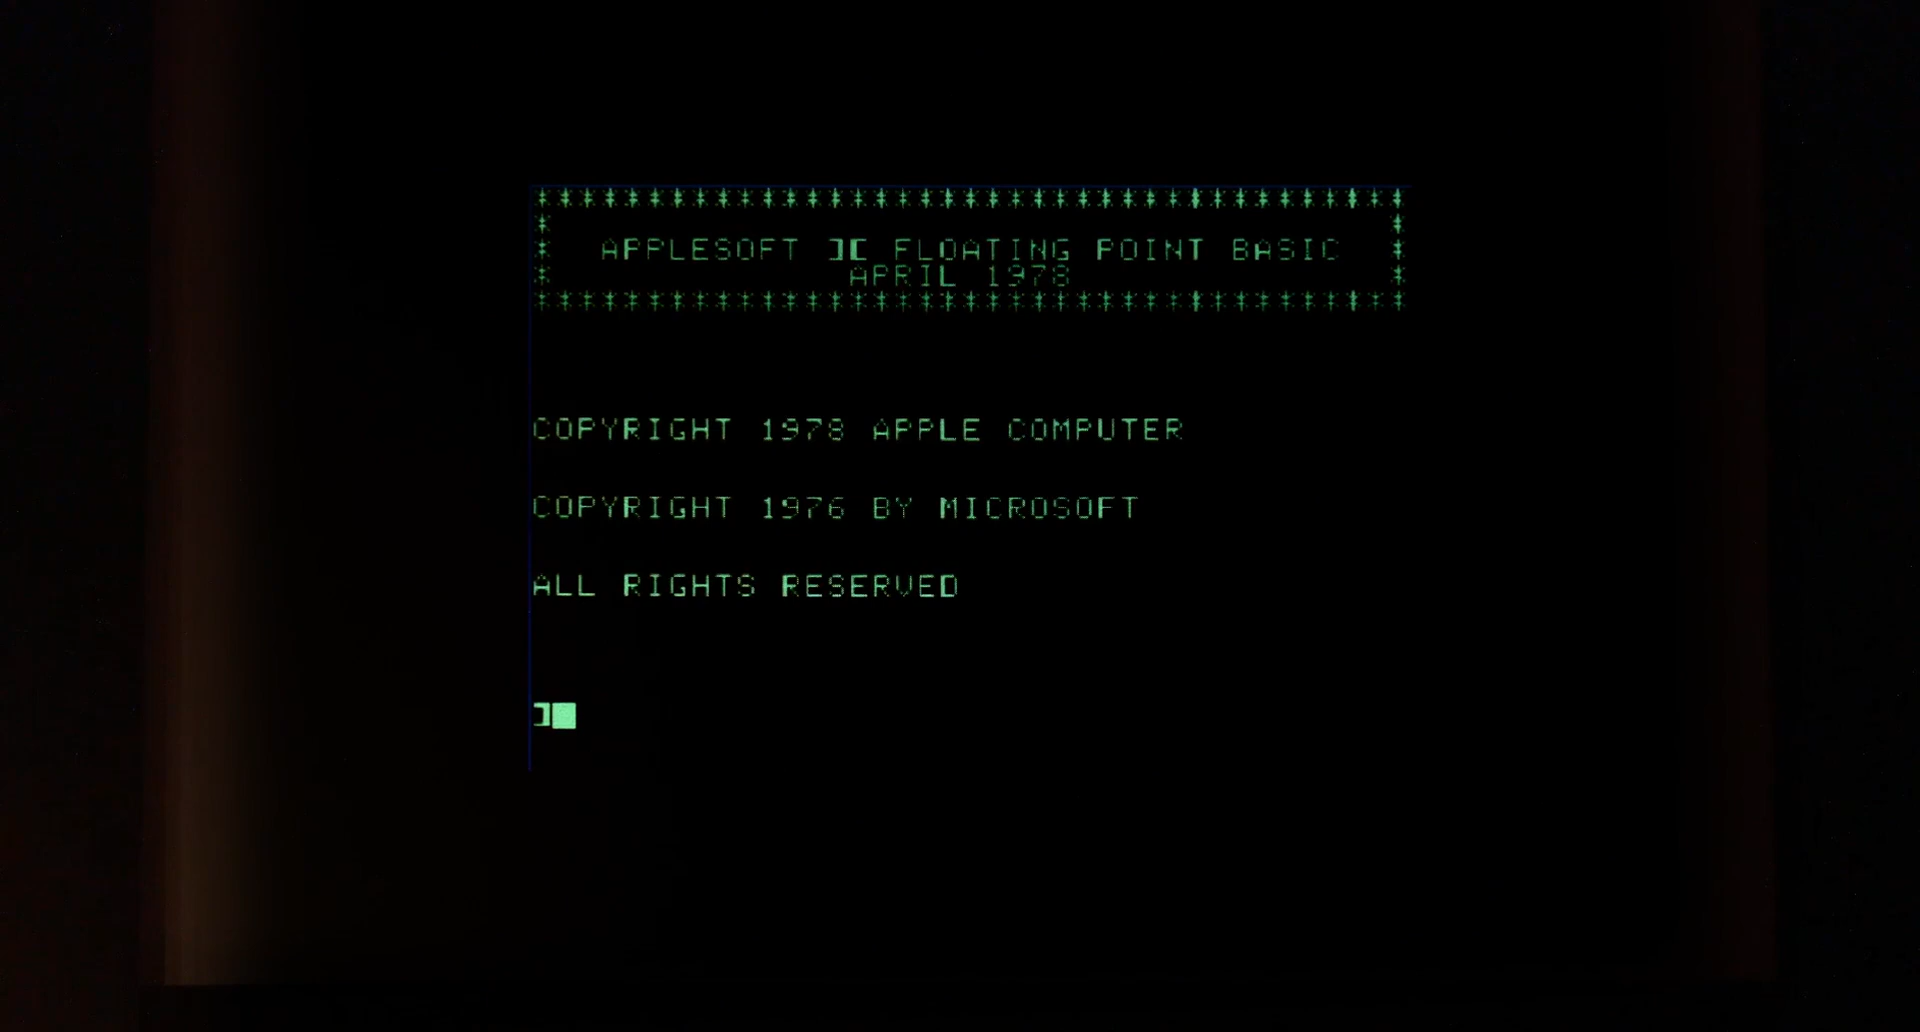 ***************************************
*                                     *
*  APPLESOFT ][ FLOATING POINT BASIC  *
*             APRIL 1978              *
***************************************
COPYRIGHT 1978 APPLE COMPUTER
COPYRIGHT 1976 BY MICROSOFT
ALL RIGHTS RESERVED
]